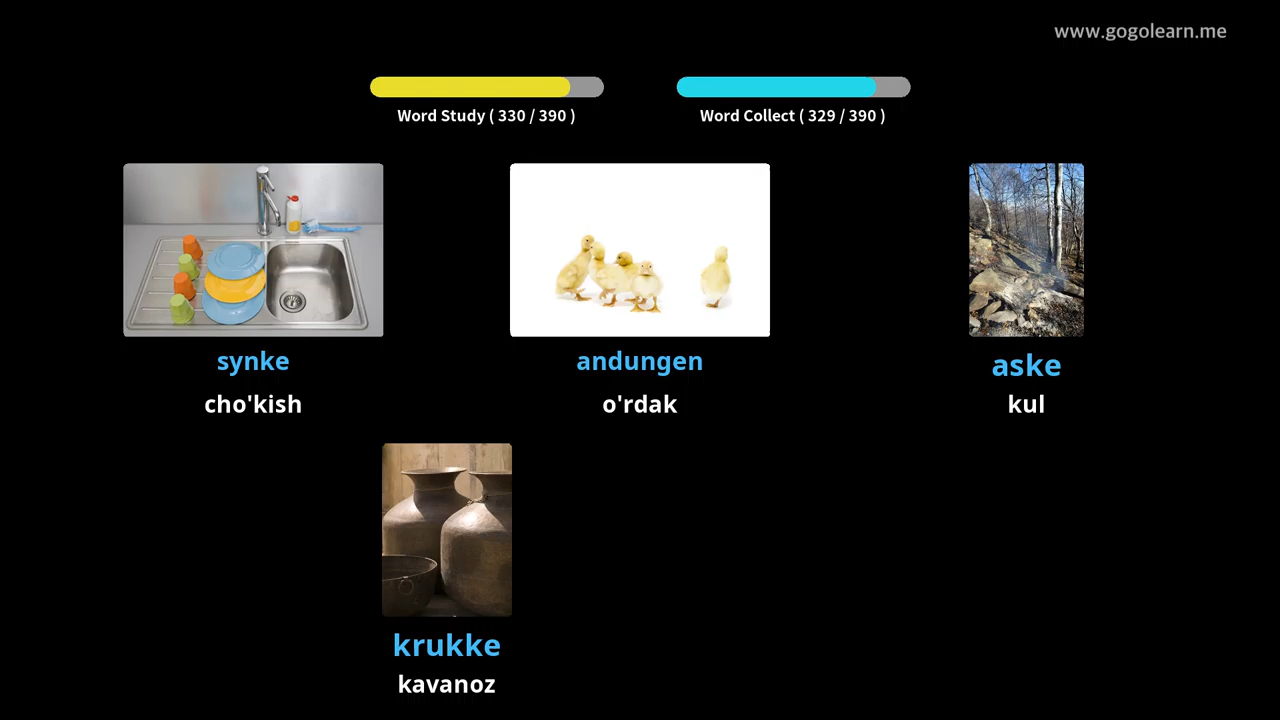 www.gogolearn.me
Word Study ( 330 / 390 )
Word Collect ( 329 / 390 )
synke
andungen
aske
cho'kish
o'rdak
kul
krukke
kavanoz